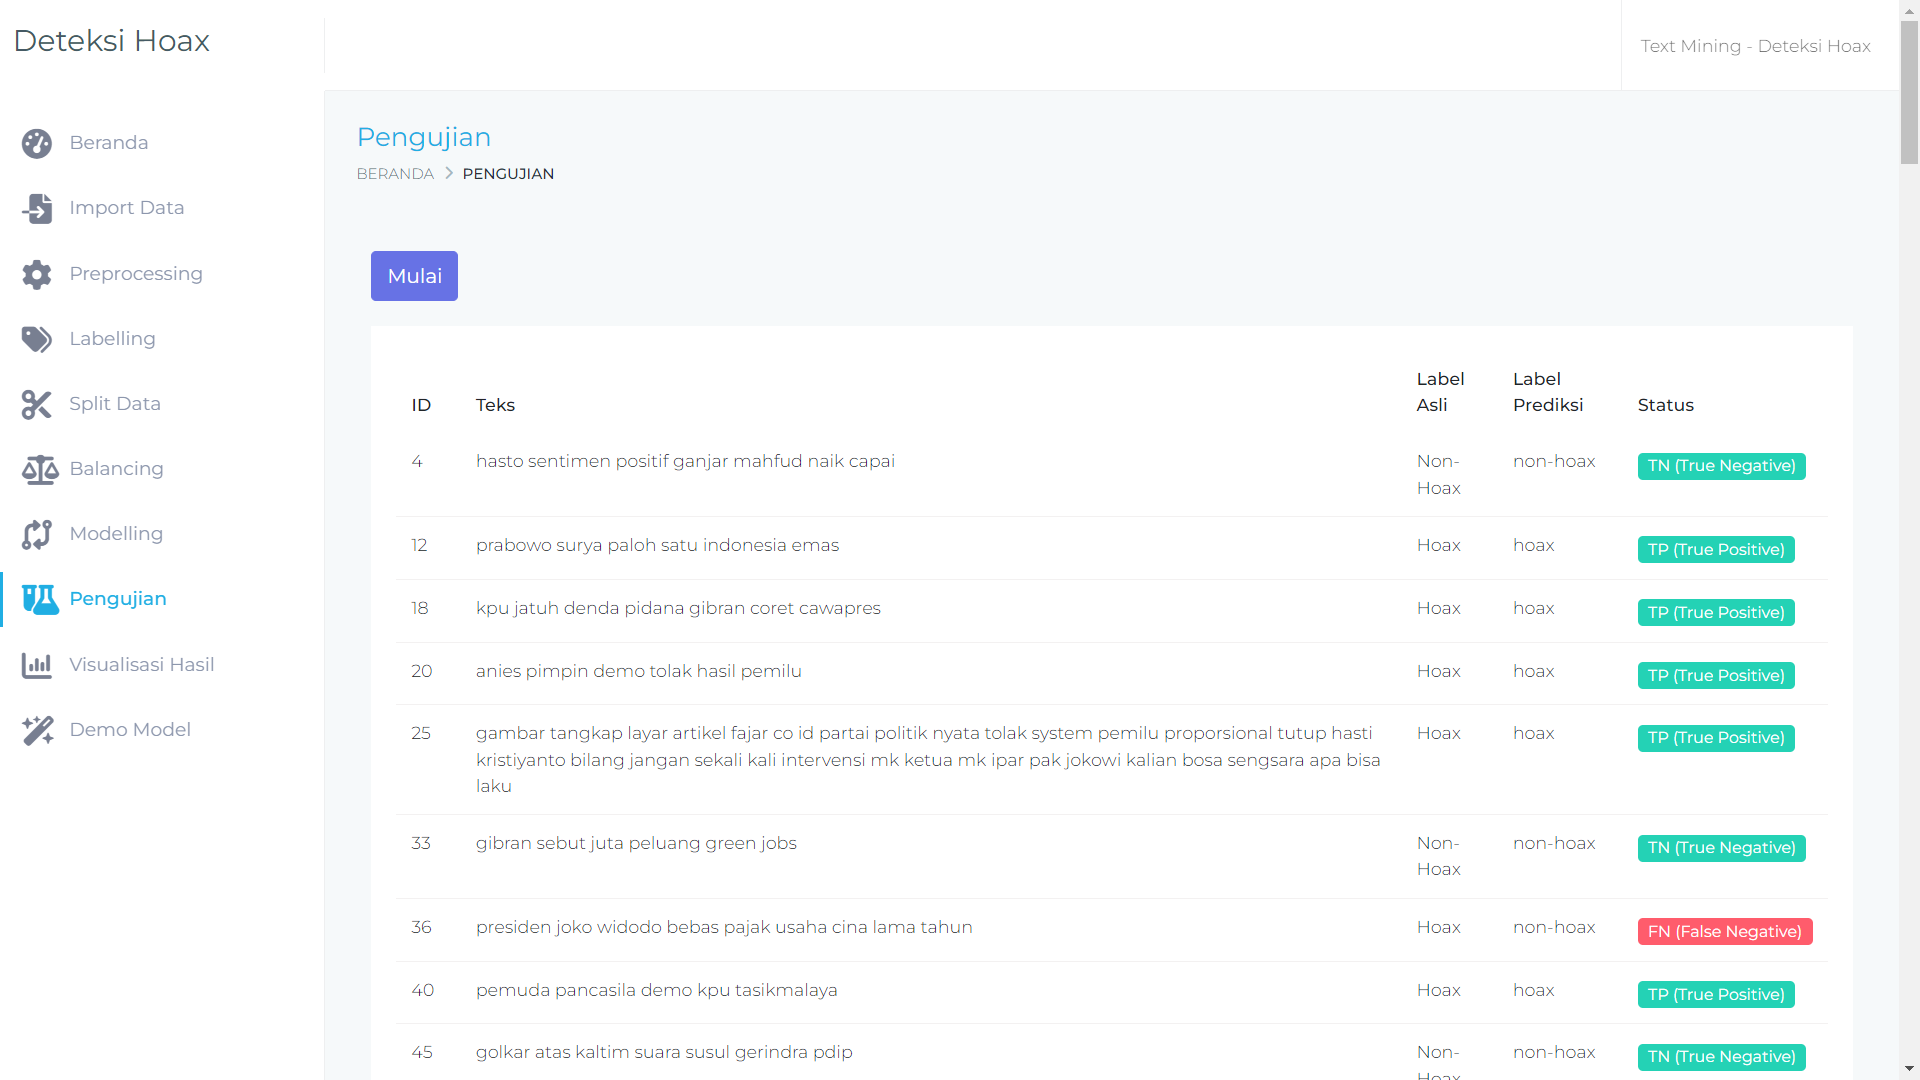 Deteksi Hoax
Text Mining - Deteksi Hoax
Beranda
Import Data
Preprocessing
Labelling
Split Data
Balancing
Modelling
Pengujian
Visualisasi Hasil
Demo Model
Pengujian
BERANDA > PENGUJIAN
Mulai
ID Teks Label Asli Label Prediksi Status
4 hasto sentimen positif ganjar mahfud naik capai Non-Hoax non-hoax TN (True Negative)
12 prabowo surya paloh satu indonesia emas Hoax hoax TP (True Positive)
18 kpu jatuh denda pidana gibran coret cawapres Hoax hoax TP (True Positive)
20 anies pimpin demo tolak hasil pemilu Hoax hoax TP (True Positive)
25 gambar tangkap layar artikel fajar co id partai politik nyata tolak system pemilu proporsional tutup hasti Hoax hoax TP (True Positive)
kristiyanto bilang jangan sekali kali intervensi mk ketua mk ipar pak jokowi kalian bosa sengsara apa bisa
laku
33 gibran sebut juta peluang green jobs Non-Hoax non-hoax TN (True Negative)
36 presiden joko widodo bebas pajak usaha cina lama tahun Hoax non-hoax FN (False Negative)
40 pemuda pancasila demo kpu tasikmalaya Hoax hoax TP (True Positive)
45 golkar atas kaltim suara susul gerindra pdip Non-Hoax non-hoax TN (True Negative)